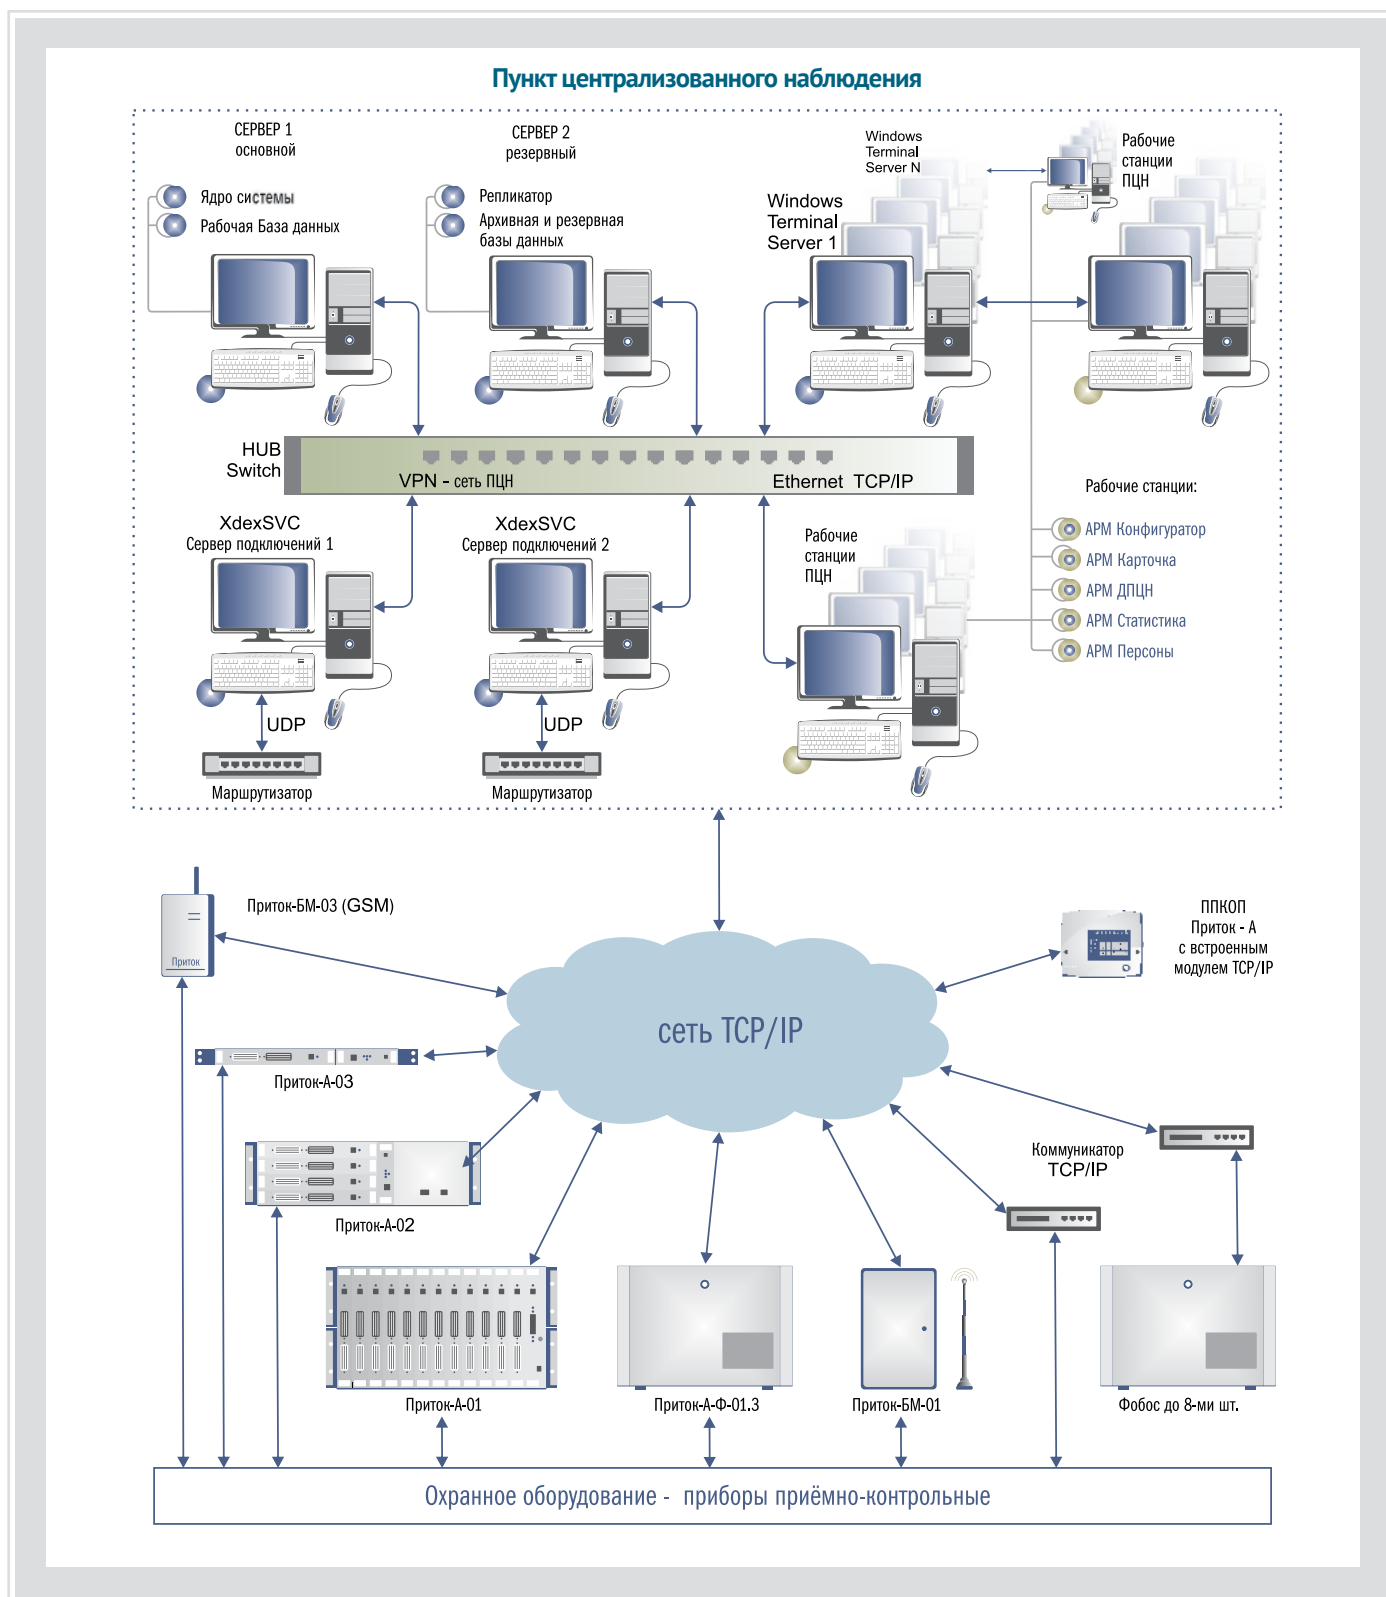 Пункт централизованного наблюдения
СЕРВЕР 1
основной
Ядро системы
Рабочая База данных
СЕРВЕР 2
резервный
Репликатор
Архивная и резервная
базы данных
Windows
Terminal
Server N
Windows
Terminal
Server 1
Рабочие
станции
ПЦН
HUB
Switch
VPN - сеть ПЦН
Ethernet TCP/IP
XdexSVC
Сервер подключений 1
XdexSVC
Сервер подключений 2
Рабочие
станции
ПЦН
Рабочие станции:
АРМ Конфигуратор
АРМ Карточка
АРМ ДПЦН
АРМ Статистика
АРМ Персоны
UDP
UDP
Маршрутизатор
Маршрутизатор
Приток-БМ-03 (GSM)
Приток
ППКОП
Приток - А
с встроенным
модулем TCP/IP
сеть TCP/IP
Приток-А-03
Приток-А-02
Коммуникатор
TCP/IP
Приток-А-01
Приток-А-Ф-01.3
Приток-БМ-01
Фобос до 8-ми шт.
Охранное оборудование - приборы приёмно-контрольные